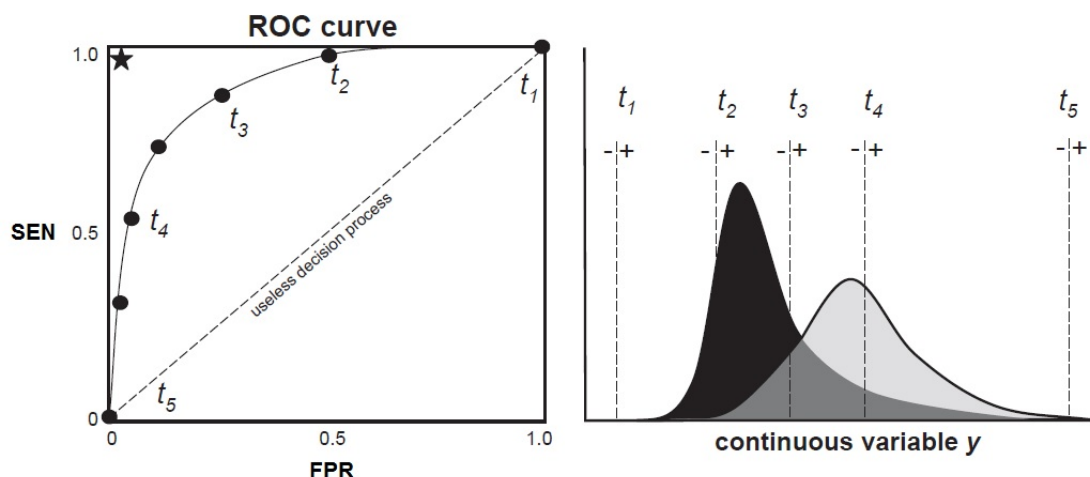 ROC curve
1.0
t2
t1
t3
SEN
0.5
t4
useless decision process
t5
0
0
0.5
1.0
FPR
t1
t2
t3
t4
t5
- +
- +
- +
- +
- +
continuous variable y